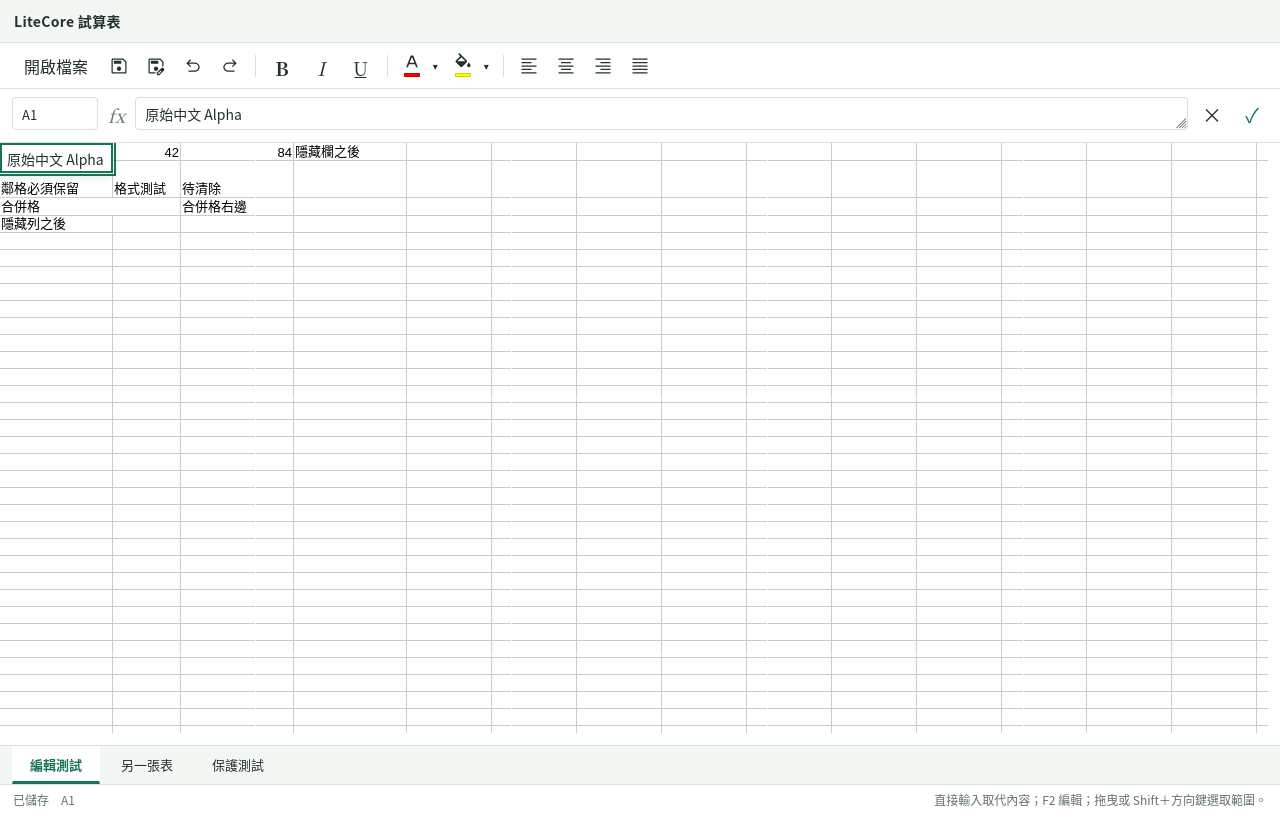 LiteCore 試算表
開啟檔案 B I U A
A1 fx 原始中文 Alpha
原始中文 Alpha 42 84 隱藏欄之後
鄰格必須保留 格式測試 待清除
合併格 合併格右邊
隱藏列之後
編輯測試 另一張表 保護測試
已儲存 A1 直接輸入取代內容；F2 編輯；拖曳或 Shift＋方向鍵選取範圍。